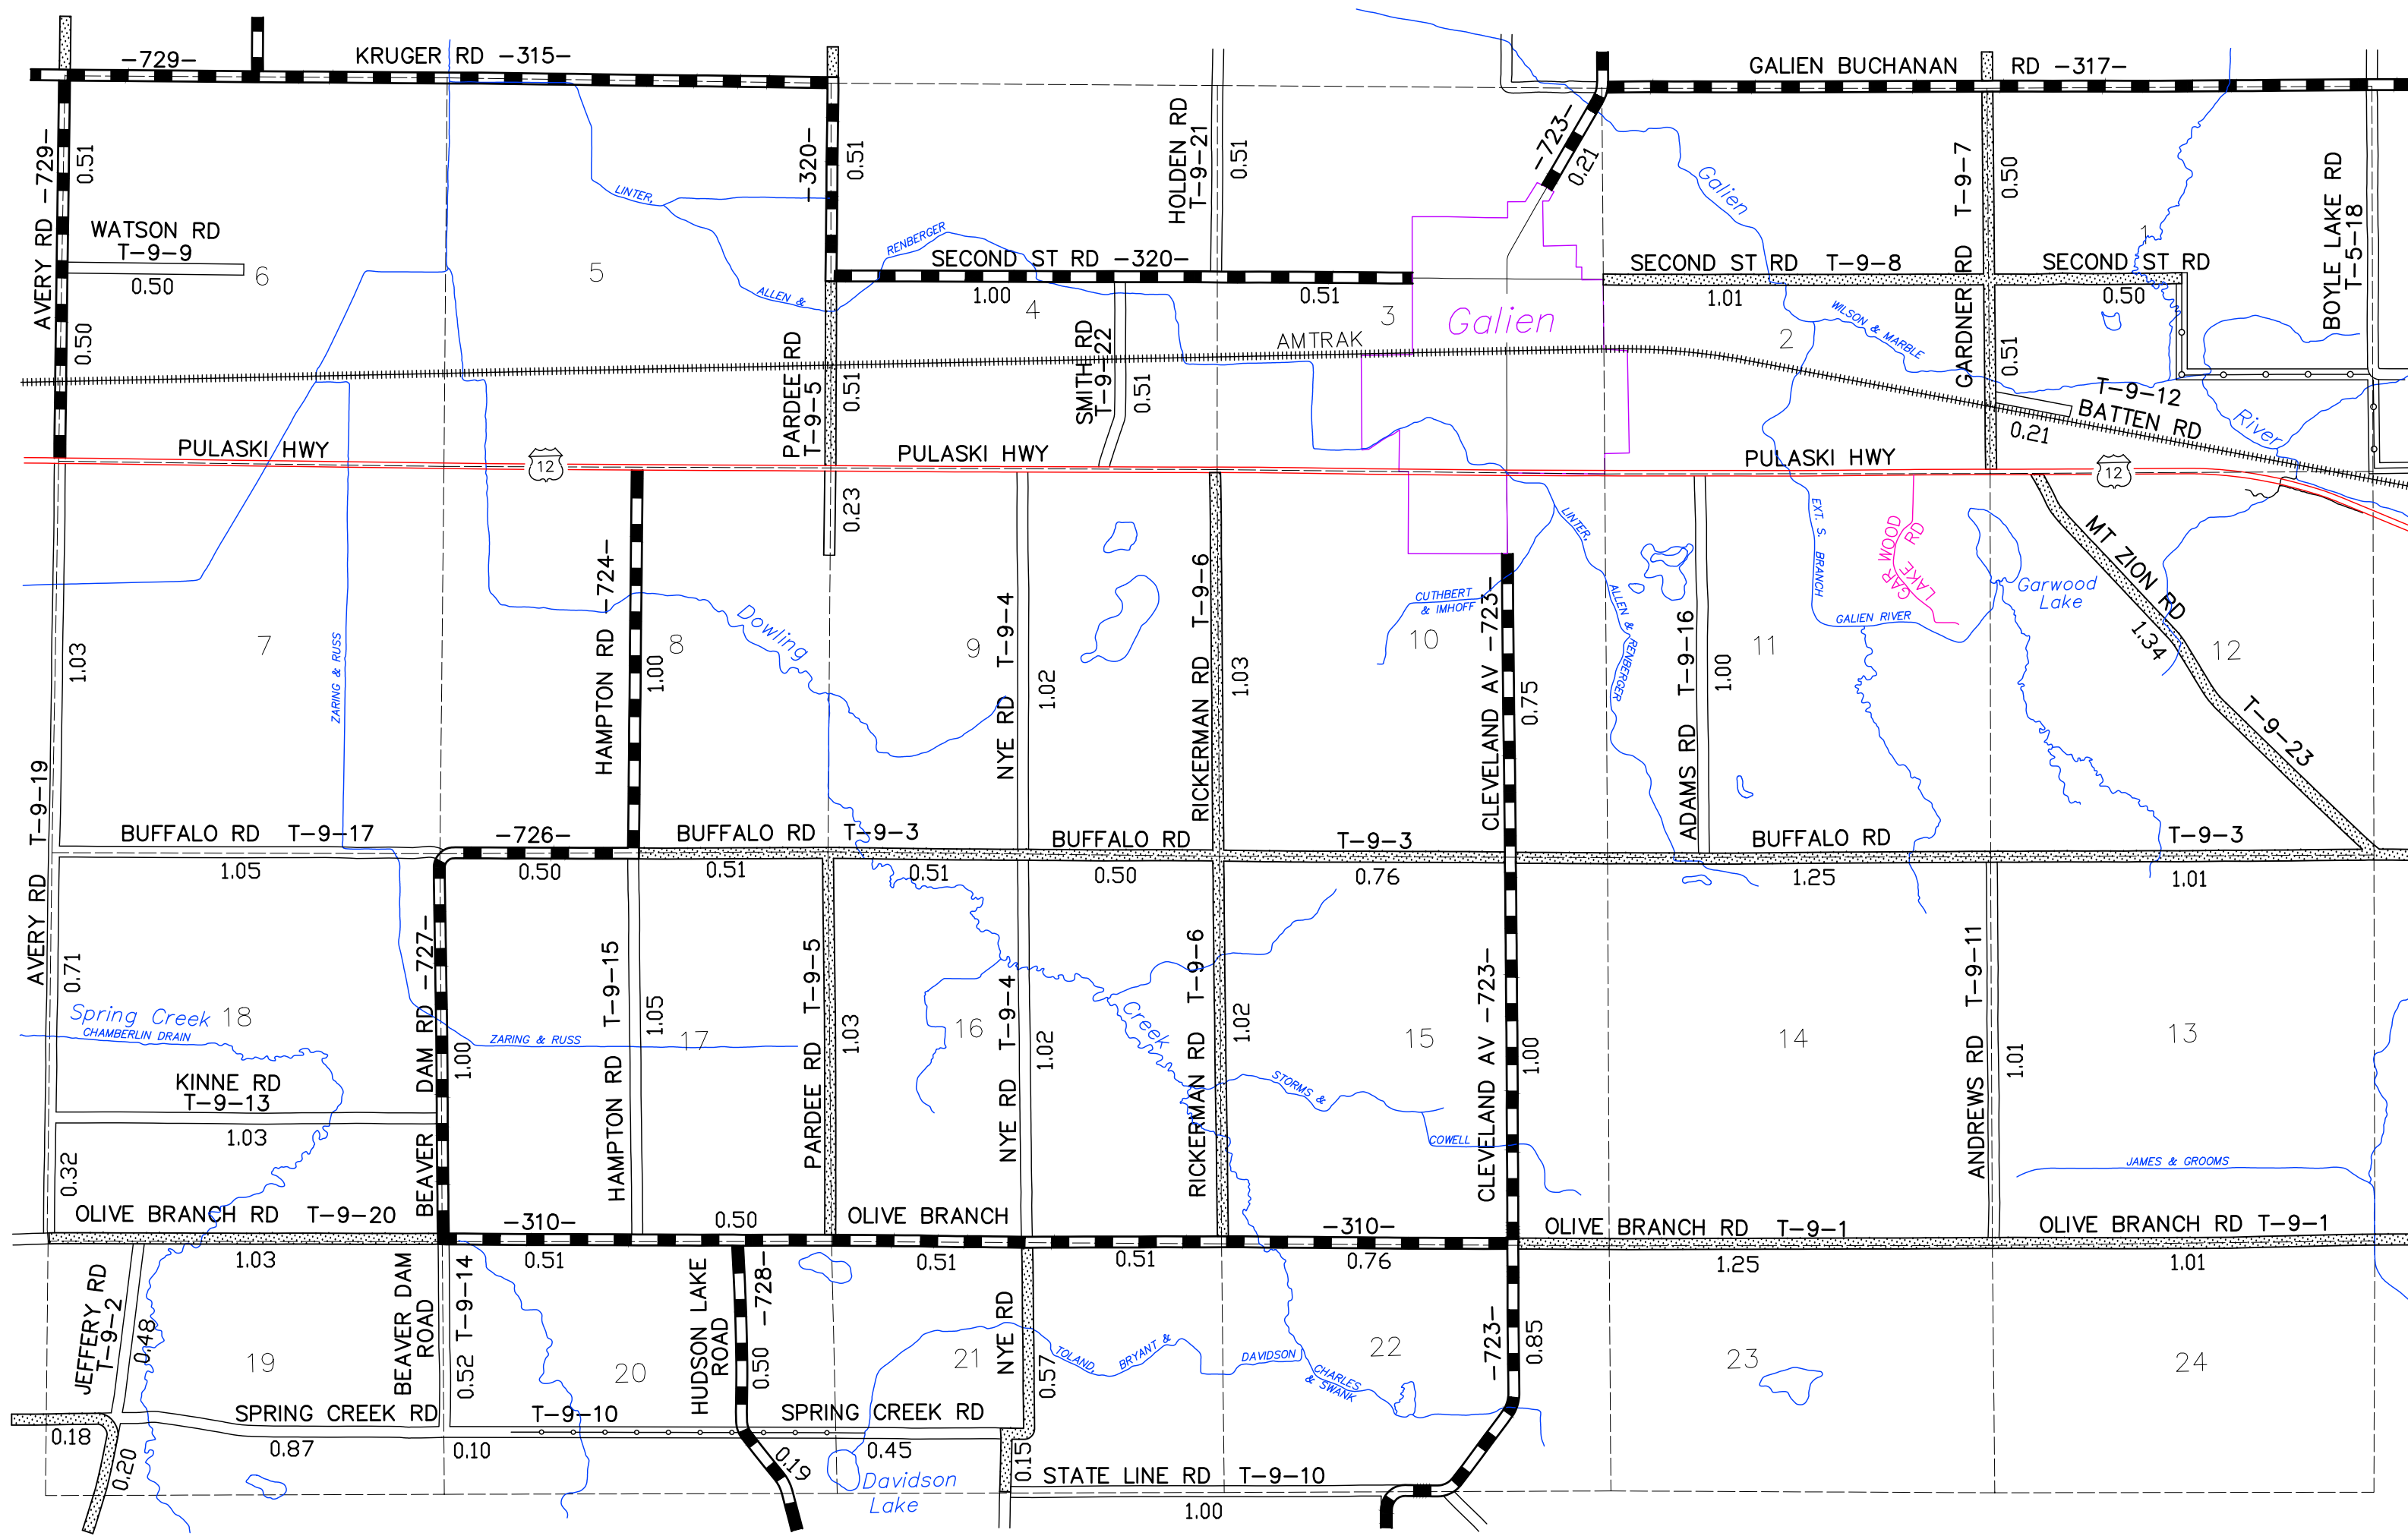 -729-
KRUGER RD -315-
GALIEN BUCHANAN RD -317-
AVERY RD -729-
0.51
-320-
0.51
HOLDEN RD
T-9-21
0.51
-723-
0.21
Galien
GARDNER RD T-9-7
0.50
1
BOYLE LAKE RD
T-5-18
LINTER,
WATSON RD
T-9-9
0.50
6
5
RENBERGER
ALLEN &
SECOND ST RD -320-
1.00
0.51
4
3
SECOND ST RD T-9-8
1.01
SECOND ST RD
0.50
0.50
PARDEE RD
T-9-5
0.51
SMITH RD
T-9-22
0.51
AMTRAK
Galien
2
WILSON & MARBLE
0.51
T-9-12
BATTEN RD
0.21
River
PULASKI HWY
12
PULASKI HWY
PULASKI HWY
12
0.23
7
1.03
ZARING & RUSS
HAMPTON RD -724-
1.00
8
Dowling
9
NYE RD T-9-4
1.02
RICKERMAN RD T-9-6
1.03
CUTHBERT
& IMHOFF
10
CLEVELAND AV -723-
0.75
LINTER,
ALLEN &
RENBERGER
ADAMS RD T-9-16
1.00
11
EXT. S. BRANCH
GALIEN RIVER
GAR WOOD
LAKE RD
Garwood
Lake
MT ZION RD
1.34
T-9-23
12
AVERY RD T-9-19
BUFFALO RD T-9-17
1.05
-726-
0.50
BUFFALO RD T-9-3
0.51
0.51
BUFFALO RD
0.50
T-9-3
0.76
BUFFALO RD
1.25
T-9-3
1.01
0.71
Spring Creek
CHAMBERLIN DRAIN
18
BEAVER DAM RD -727-
1.00
ZARING & RUSS
HAMPTON RD T-9-15
1.05
17
PARDEE RD T-9-5
1.03
16
NYE RD T-9-4
1.02
Creek
RICKERMAN RD T-9-6
1.02
15
STORMS &
COWELL
CLEVELAND AV -723-
1.00
14
ANDREWS RD T-9-11
1.01
13
JAMES & GROOMS
KINNE RD
T-9-13
1.03
0.32
OLIVE BRANCH RD T-9-20
1.03
-310-
0.51
0.50
OLIVE BRANCH
0.51
0.51
-310-
0.76
OLIVE BRANCH RD T-9-1
1.25
OLIVE BRANCH RD T-9-1
1.01
JEFFERY RD
T-9-2
0.48
19
BEAVER DAM
ROAD
0.52 T-9-14
20
HUDSON LAKE
ROAD
0.50 -728-
21
NYE RD
0.57
TOLAND,
BRYANT &
DAVIDSON
CHARLES
& SWANK
22
-723-
0.85
23
24
SPRING CREEK RD T-9-10
SPRING CREEK RD
0.18
0.20
0.87
0.10
0.19
0.45
0.15
Davidson
Lake
STATE LINE RD T-9-10
1.00